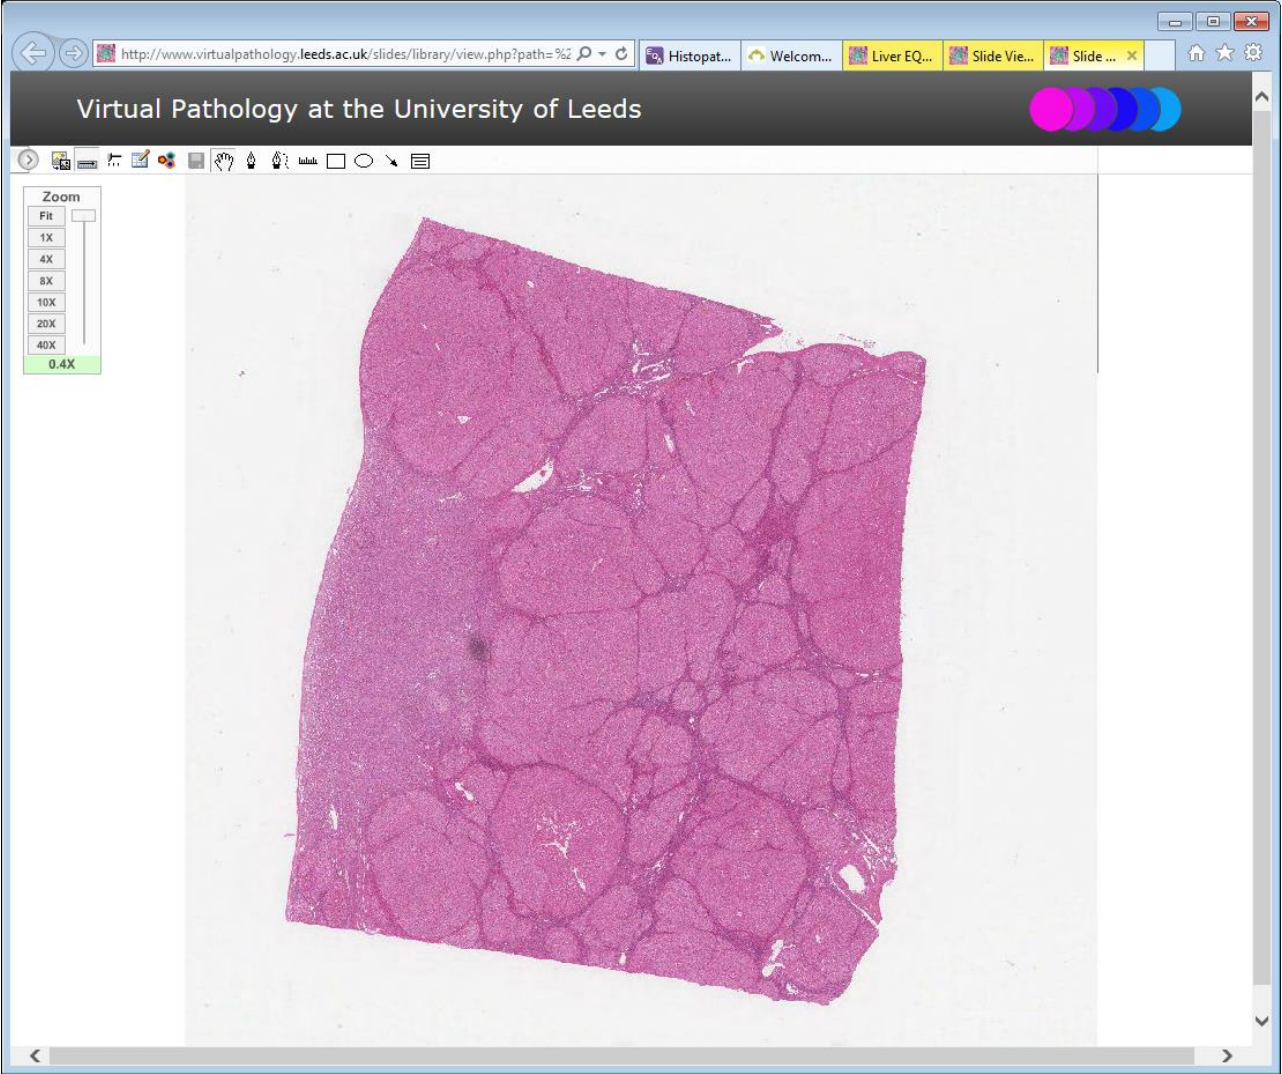 http://www.virtualpathology.leeds.ac.uk/slides/library/view.php?path=%2
Histopat...
Welcom...
Liver EQ...
Slide Vie...
Slide ...
Virtual Pathology at the University of Leeds
Zoom
Fit
1X
4X
8X
10X
20X
40X
0.4X